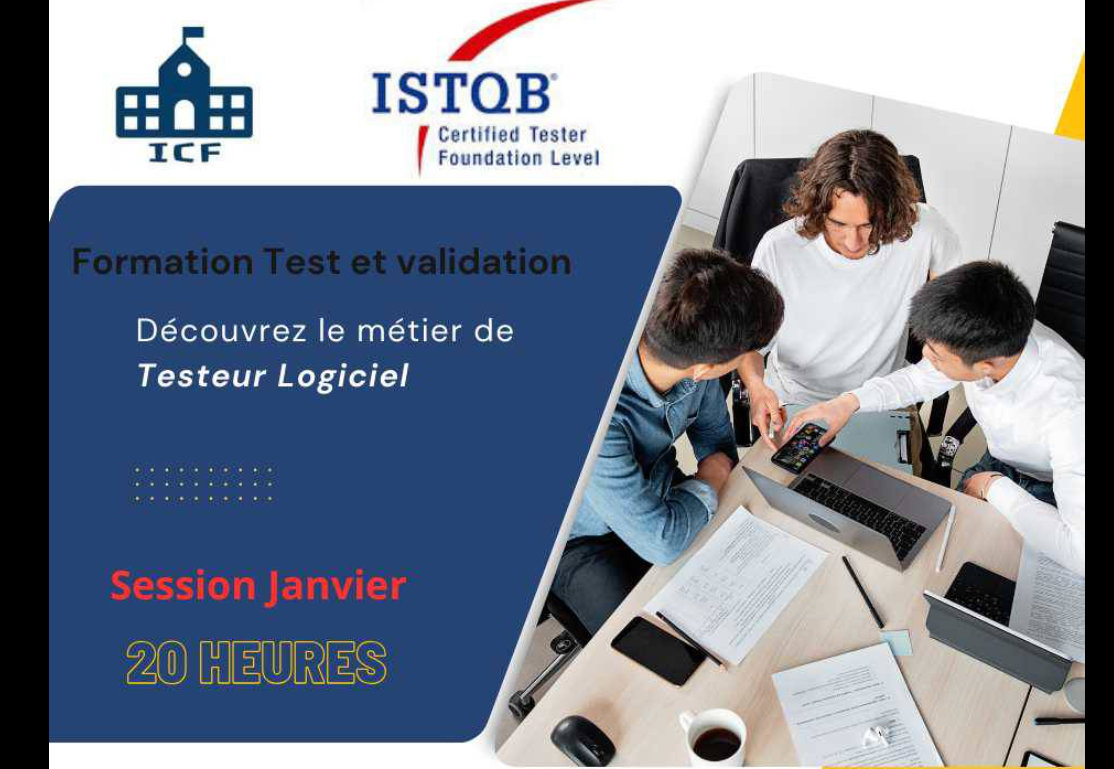 ICF
ISTQB®
Certified Tester
Foundation Level
Formation Test et validation
Découvrez le métier de
Testeur Logiciel
Session Janvier
20 HEURES